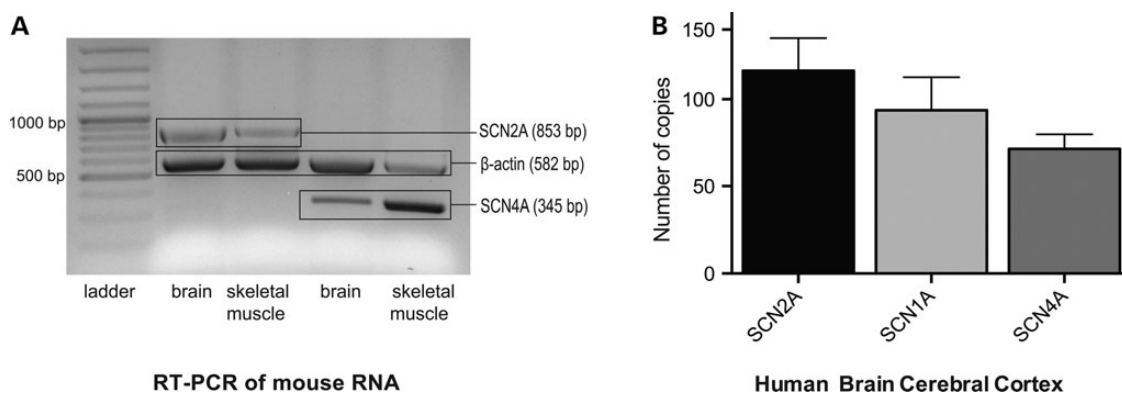 A
1000 bp
500 bp
SCN2A (853 bp)
β-actin (582 bp)
SCN4A (345 bp)
ladder brain skeletal muscle brain skeletal muscle
RT-PCR of mouse RNA
B
Number of copies
150
100
50
0
SCN2A
SCN1A
SCN4A
Human Brain Cerebral Cortex